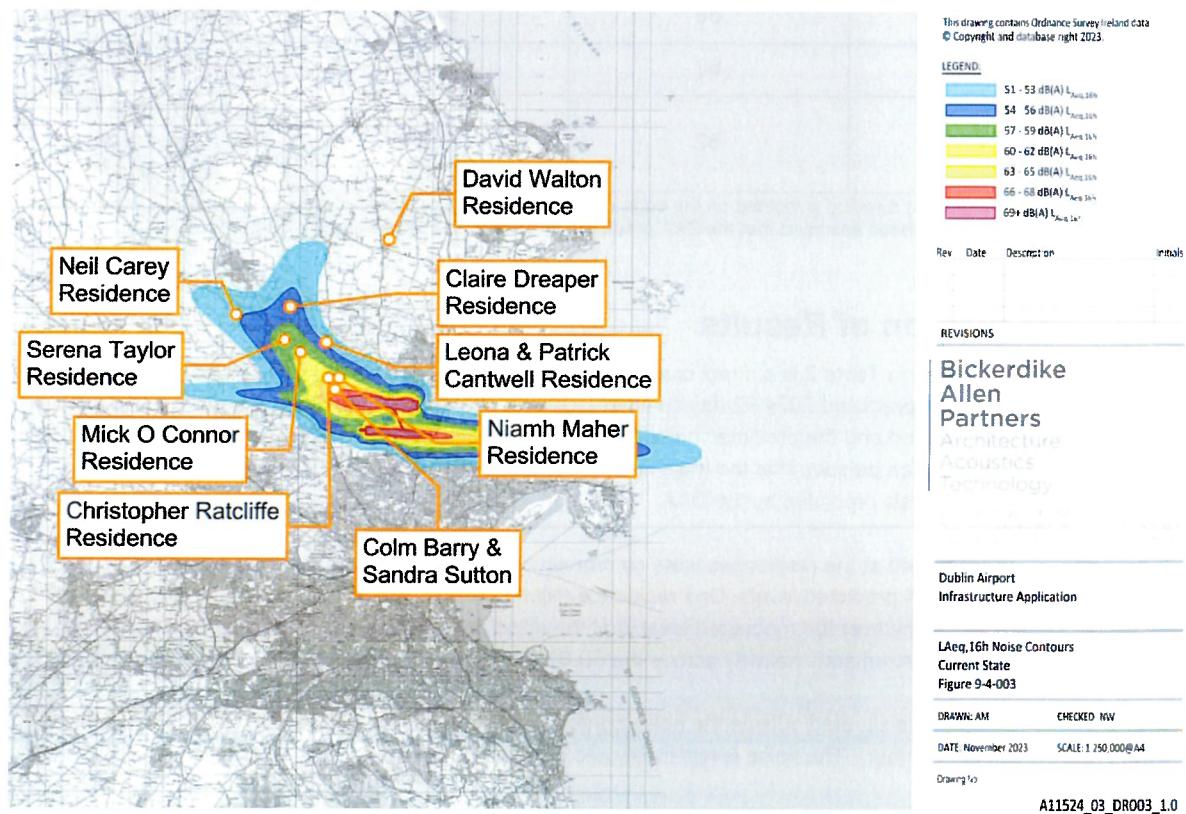 This drawing contains Ordnance Survey Ireland data
© Copyright and database right 2023.
LEGEND:
51 - 53 dB(A) LAeq,16h
54 56 dB(A) LAeq,16h
57 - 59 dB(A) LAeq,16h
60 - 62 dB(A) LAeq,16h
63 - 65 dB(A) LAeq,16h
66 - 68 dB(A) LAeq,16h
69+ dB(A) LAeq,16h
Rev Date Description Initials
REVISIONS
Bickerdike
Allen
Partners
Architecture
Acoustics
Technology
Dublin Airport
Infrastructure Application
LAeq,16h Noise Contours
Current State
Figure 9-4-003
DRAWN: AM CHECKED NW
DATE: November 2023 SCALE: 1 250,000@A4
Drawing No
A11524_03_DR003_1.0
David Walton
Residence
Neil Carey
Residence
Claire Dreaper
Residence
Serena Taylor
Residence
Leona & Patrick
Cantwell Residence
Mick O Connor
Residence
Niamh Maher
Residence
Christopher Ratcliffe
Residence
Colm Barry &
Sandra Sutton